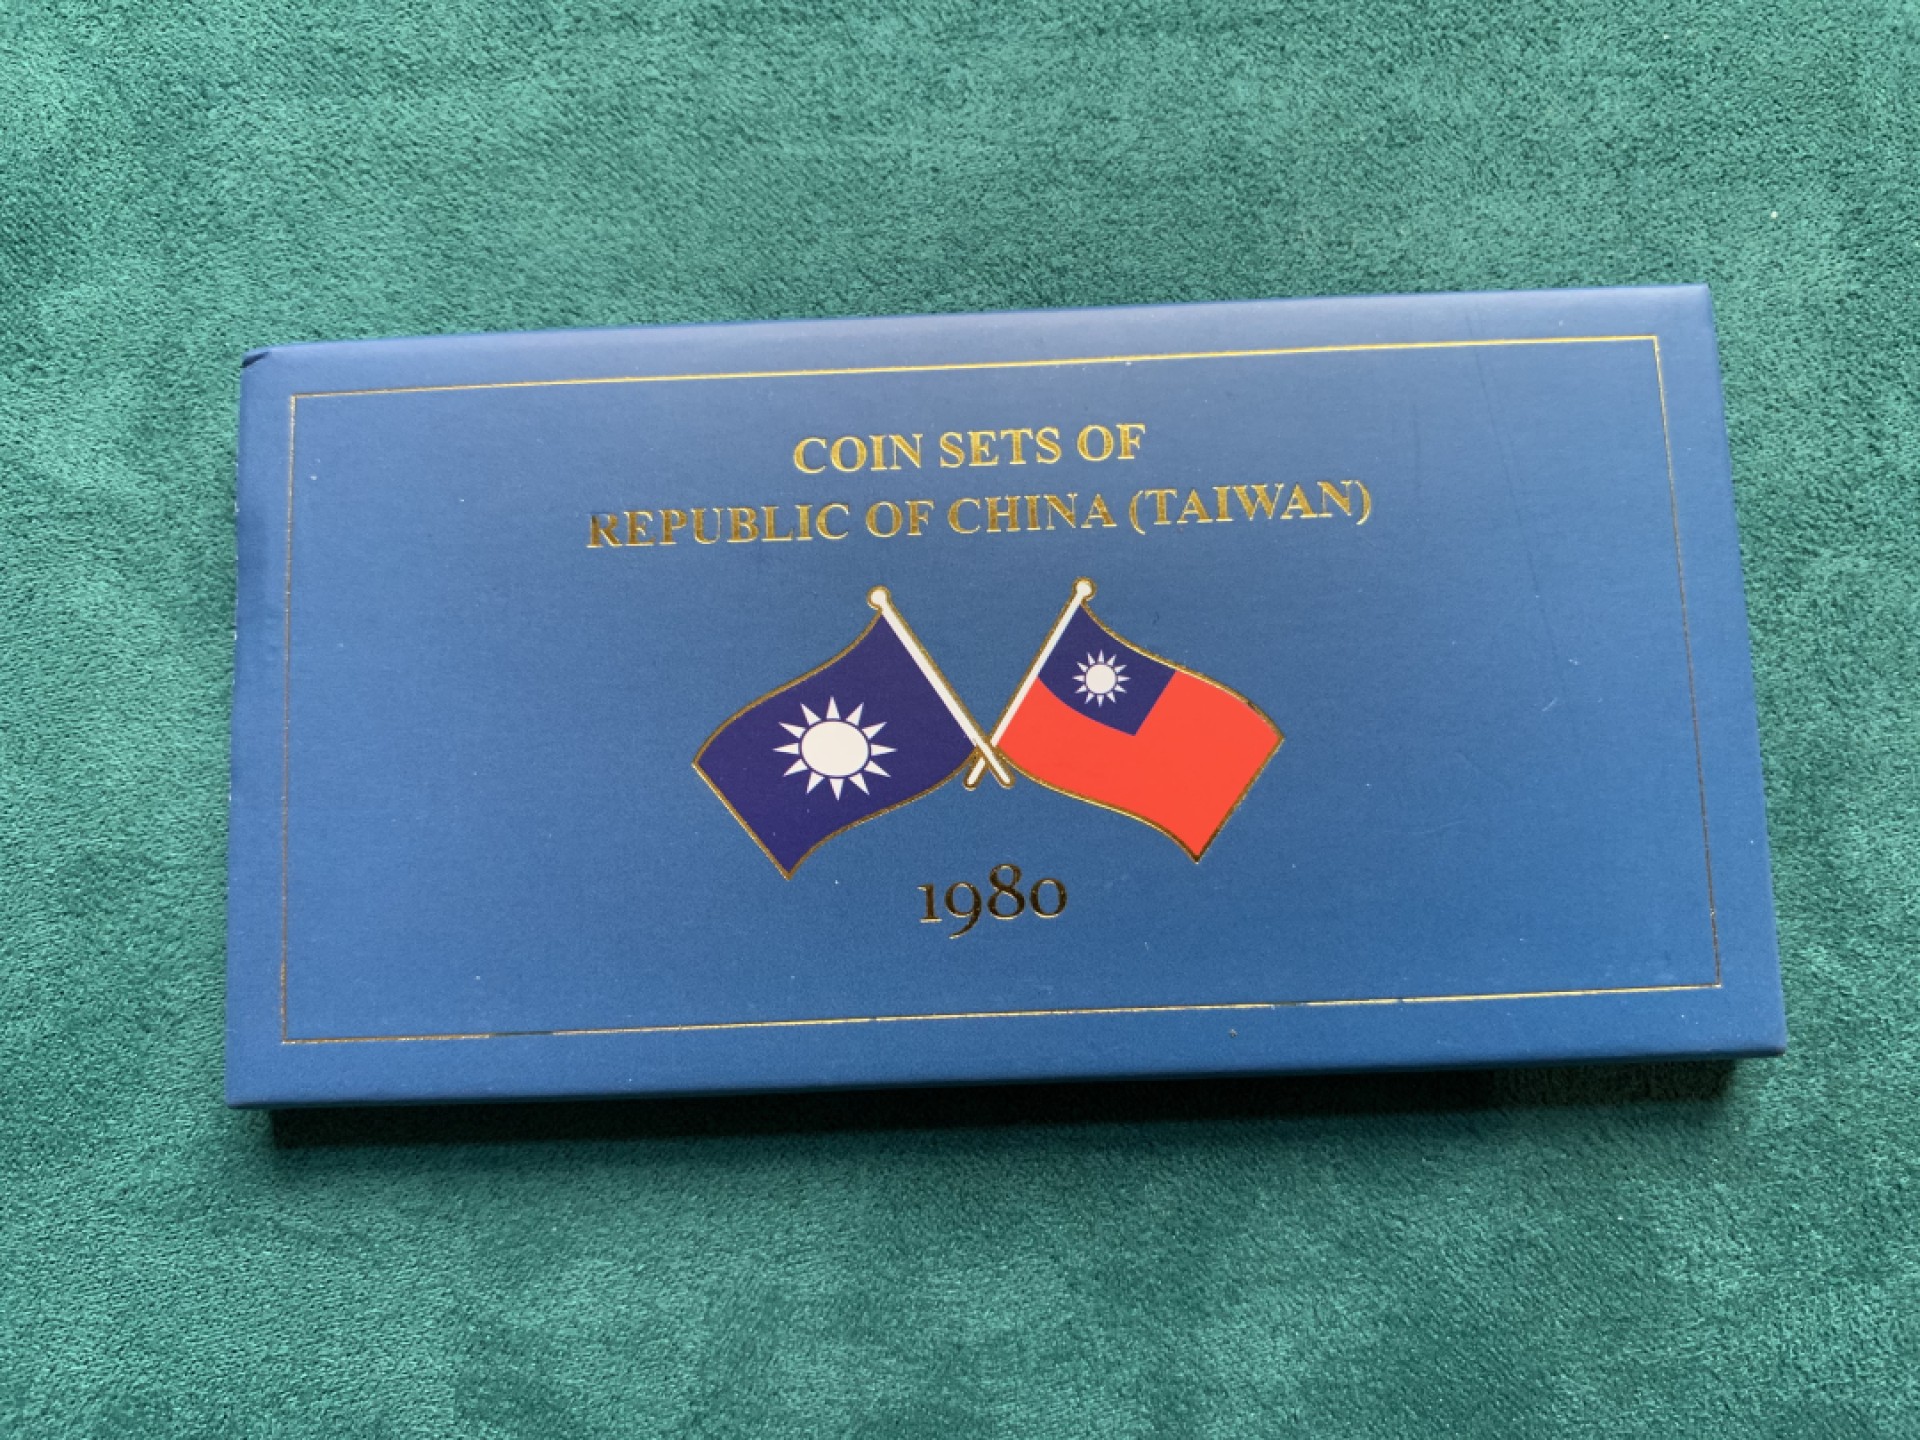 COIN SETS OF
REPUBLIC OF CHINA (TAIWAN)
1980